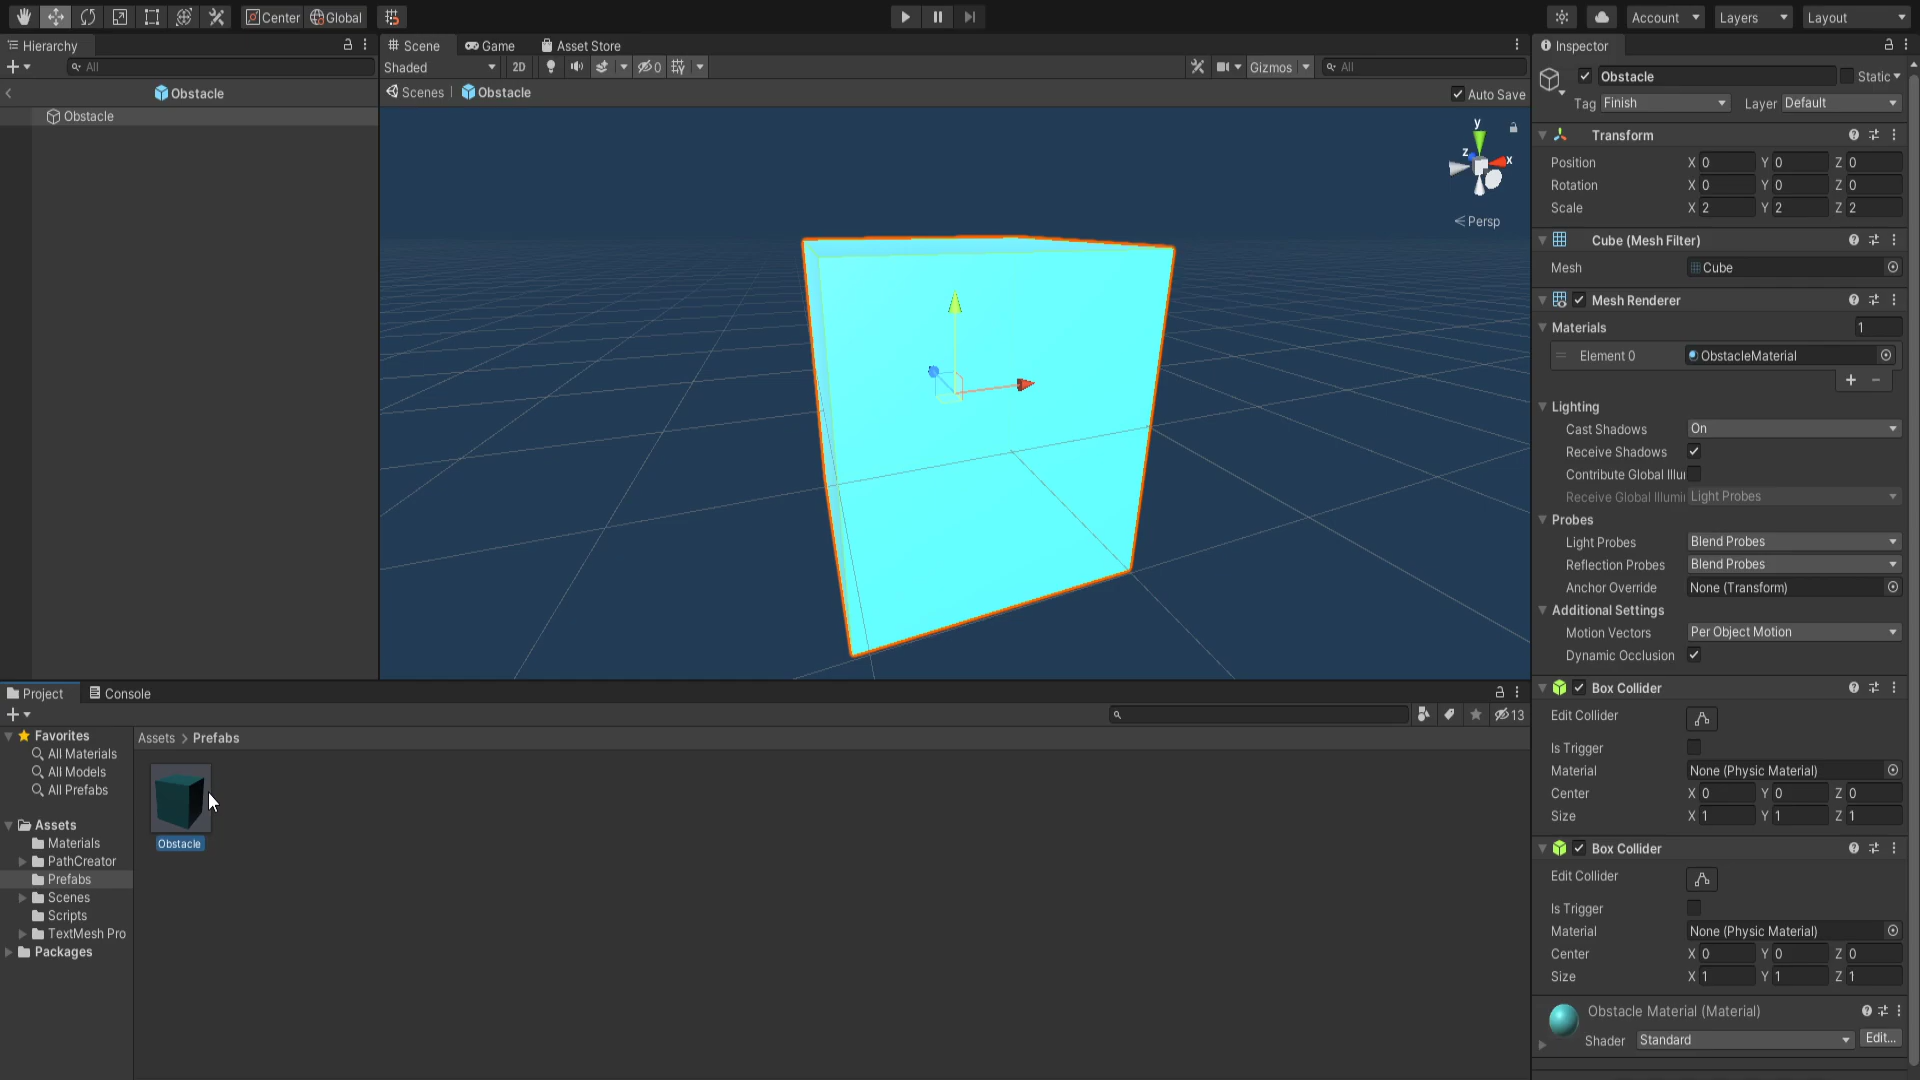 Center
Global
Account
Layers
Layout
Hierarchy
All
Obstacle
Obstacle
Scene
Game
Asset Store
Shaded
2D
0
Gizmos
All
Scenes
Obstacle
Auto Save
y
z
x
Persp
Inspector
Obstacle
Static
Tag Finish
Layer Default
Transform
Position X 0 Y 0 Z 0
Rotation X 0 Y 0 Z 0
Scale X 2 Y 2 Z 2
Cube (Mesh Filter)
Mesh Cube
Mesh Renderer
Materials 1
Element 0 ObstacleMaterial
Lighting
Cast Shadows On
Receive Shadows
Contribute Global Illu
Receive Global Illumi Light Probes
Probes
Light Probes Blend Probes
Reflection Probes Blend Probes
Anchor Override None (Transform)
Additional Settings
Motion Vectors Per Object Motion
Dynamic Occlusion
Box Collider
Edit Collider
Is Trigger
Material None (Physic Material)
Center X 0 Y 0 Z 0
Size X 1 Y 1 Z 1
Box Collider
Edit Collider
Is Trigger
Material None (Physic Material)
Center X 0 Y 0 Z 0
Size X 1 Y 1 Z 1
Obstacle Material (Material)
Shader Standard Edit...
Project
Console
13
Favorites
All Materials
All Models
All Prefabs
Assets
Materials
PathCreator
Prefabs
Scenes
Scripts
TextMesh Pro
Packages
Assets > Prefabs
Obstacle